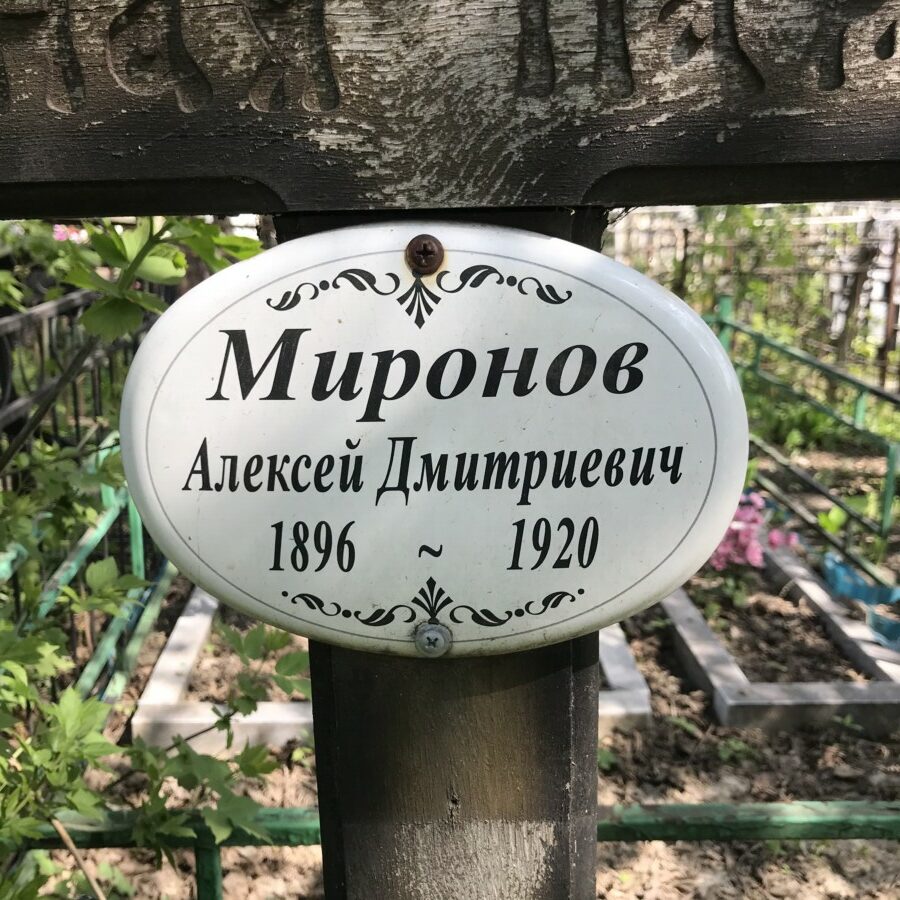 Миронов
Алексей Дмитриевич
1896 ~ 1920